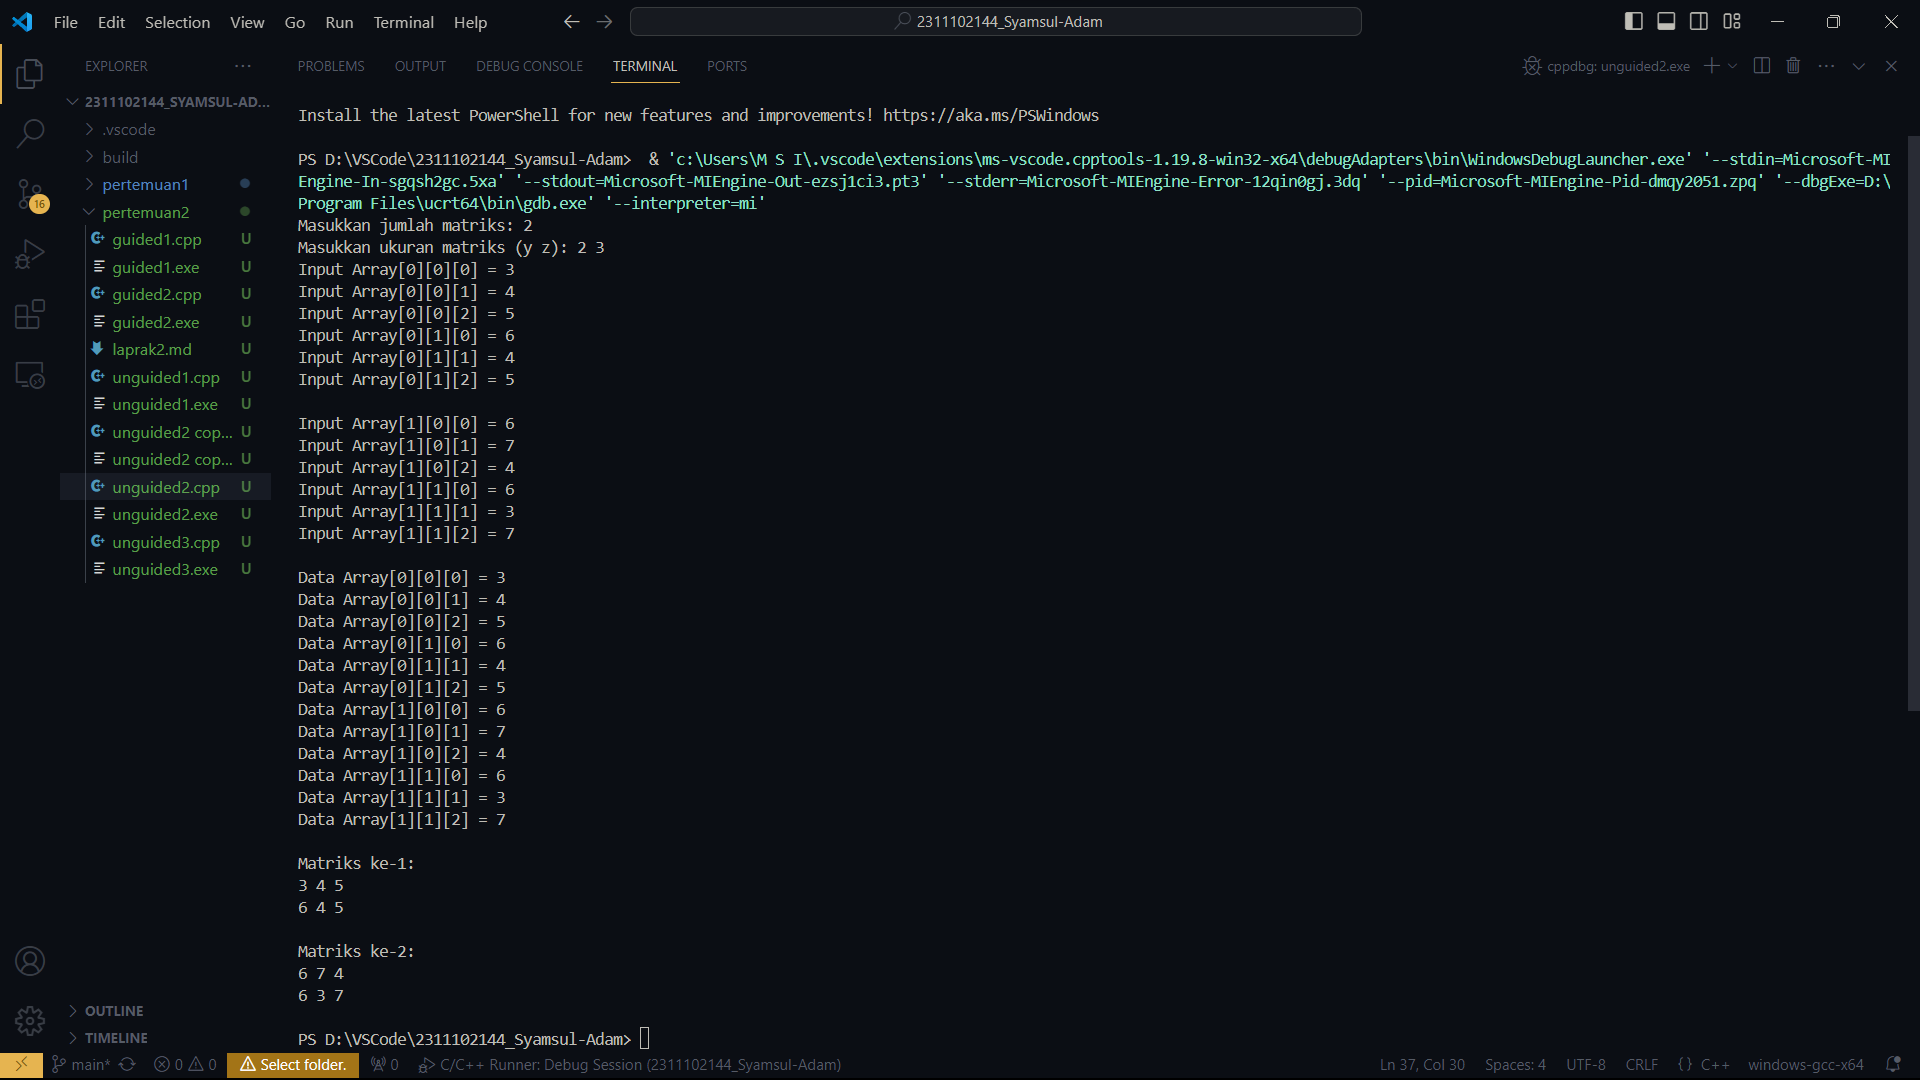 File Edit Selection View Go Run Terminal Help
2311102144_Syamsul-Adam
EXPLORER
PROBLEMS OUTPUT DEBUG CONSOLE TERMINAL PORTS
cppdbg: unguided2.exe
2311102144_SYAMSUL-AD...
.vscode
build
pertemuan1
pertemuan2
guided1.cpp U
guided1.exe U
guided2.cpp U
guided2.exe U
laprak2.md U
unguided1.cpp U
unguided1.exe U
unguided2 cop... U
unguided2 cop... U
unguided2.cpp U
unguided2.exe U
unguided3.cpp U
unguided3.exe U
16
OUTLINE
TIMELINE
Install the latest PowerShell for new features and improvements! https://aka.ms/PSWindows
PS D:\VSCode\2311102144_Syamsul-Adam>  & 'c:\Users\M S I\.vscode\extensions\ms-vscode.cpptools-1.19.8-win32-x64\debugAdapters\bin\WindowsDebugLauncher.exe' '--stdin=Microsoft-MI
Engine-In-sgqsh2gc.5xa' '--stdout=Microsoft-MIEngine-Out-ezsj1ci3.pt3' '--stderr=Microsoft-MIEngine-Error-12qin0gj.3dq' '--pid=Microsoft-MIEngine-Pid-dmqy2051.zpq' '--dbgExe=D:\
Program Files\ucrt64\bin\gdb.exe' '--interpreter=mi'
Masukkan jumlah matriks: 2
Masukkan ukuran matriks (y z): 2 3
Input Array[0][0][0] = 3
Input Array[0][0][1] = 4
Input Array[0][0][2] = 5
Input Array[0][1][0] = 6
Input Array[0][1][1] = 4
Input Array[0][1][2] = 5
Input Array[1][0][0] = 6
Input Array[1][0][1] = 7
Input Array[1][0][2] = 4
Input Array[1][1][0] = 6
Input Array[1][1][1] = 3
Input Array[1][1][2] = 7
Data Array[0][0][0] = 3
Data Array[0][0][1] = 4
Data Array[0][0][2] = 5
Data Array[0][1][0] = 6
Data Array[0][1][1] = 4
Data Array[0][1][2] = 5
Data Array[1][0][0] = 6
Data Array[1][0][1] = 7
Data Array[1][0][2] = 4
Data Array[1][1][0] = 6
Data Array[1][1][1] = 3
Data Array[1][1][2] = 7
Matriks ke-1:
3 4 5
6 4 5
Matriks ke-2:
6 7 4
6 3 7
PS D:\VSCode\2311102144_Syamsul-Adam>
main* 0 0 Select folder. 0 C/C++ Runner: Debug Session (2311102144_Syamsul-Adam) Ln 37, Col 30 Spaces: 4 UTF-8 CRLF {} C++ windows-gcc-x64